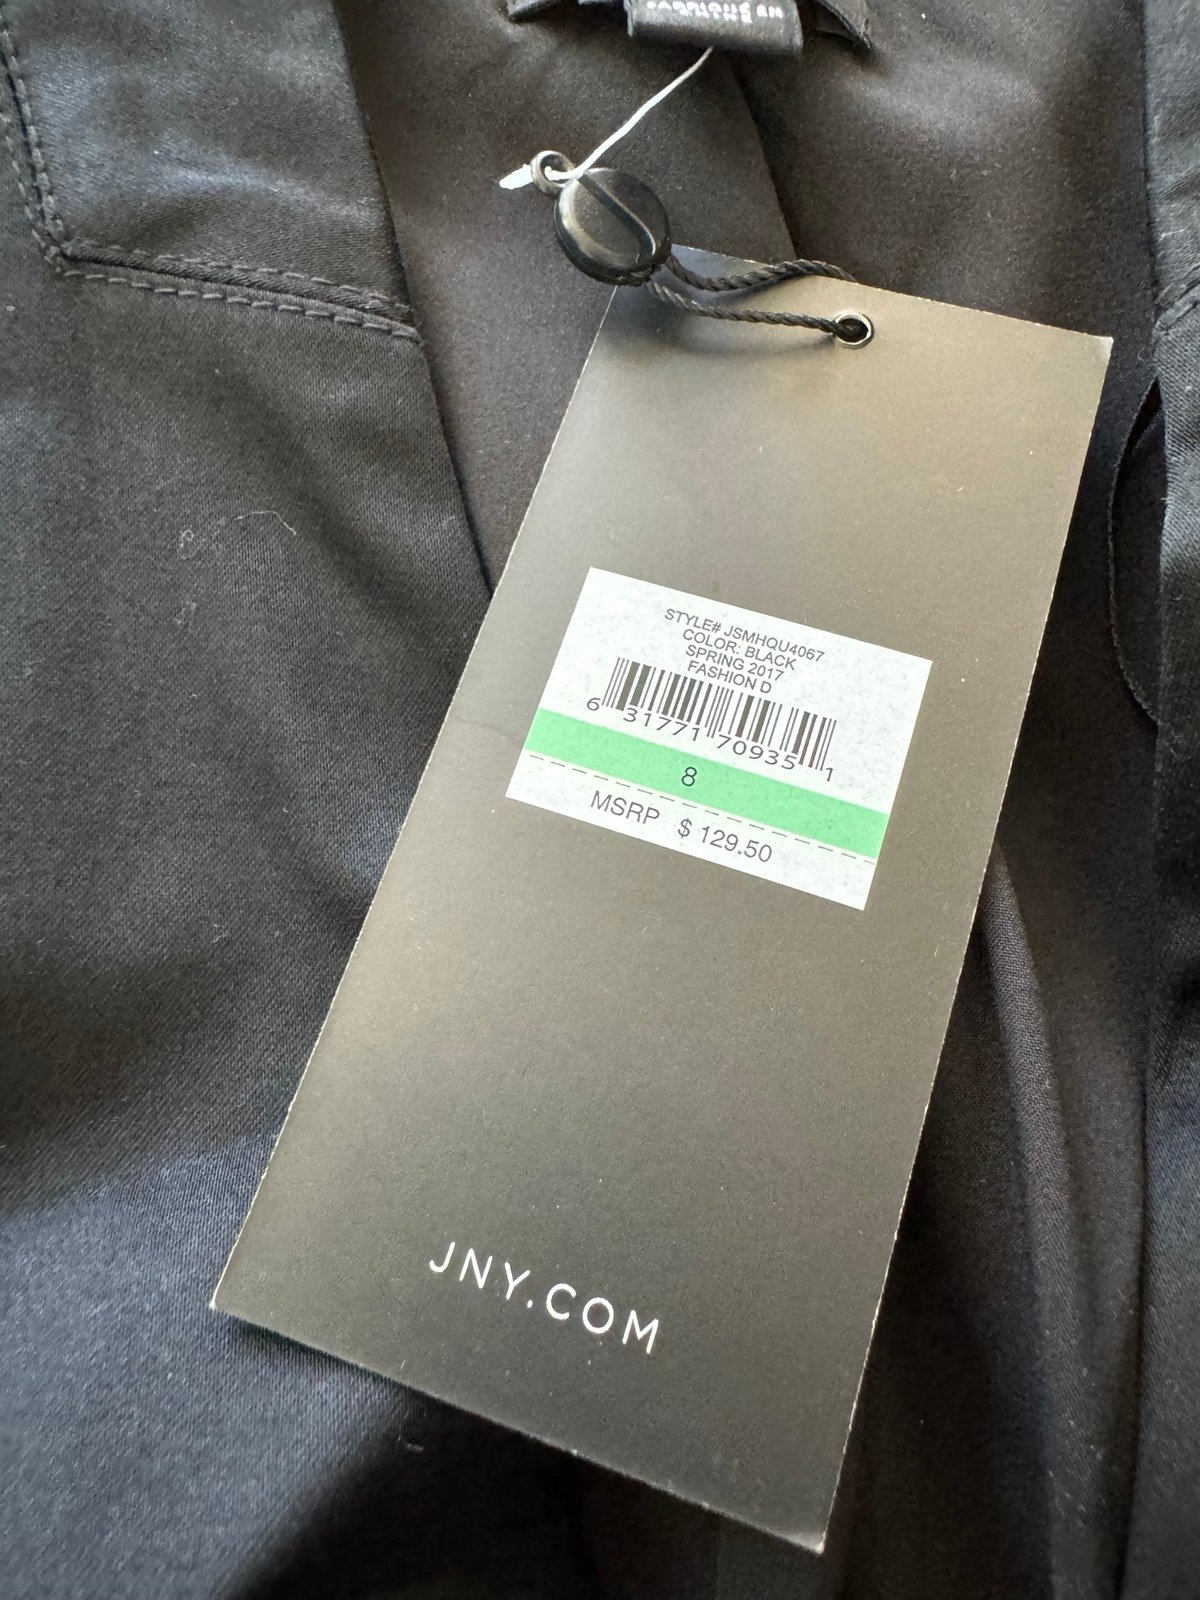 STYLE# JSMHQU4067
COLOR: BLACK
SPRING 2017
FASHION D
6 31771 70935 1
8
MSRP $ 129.50
JNY.COM